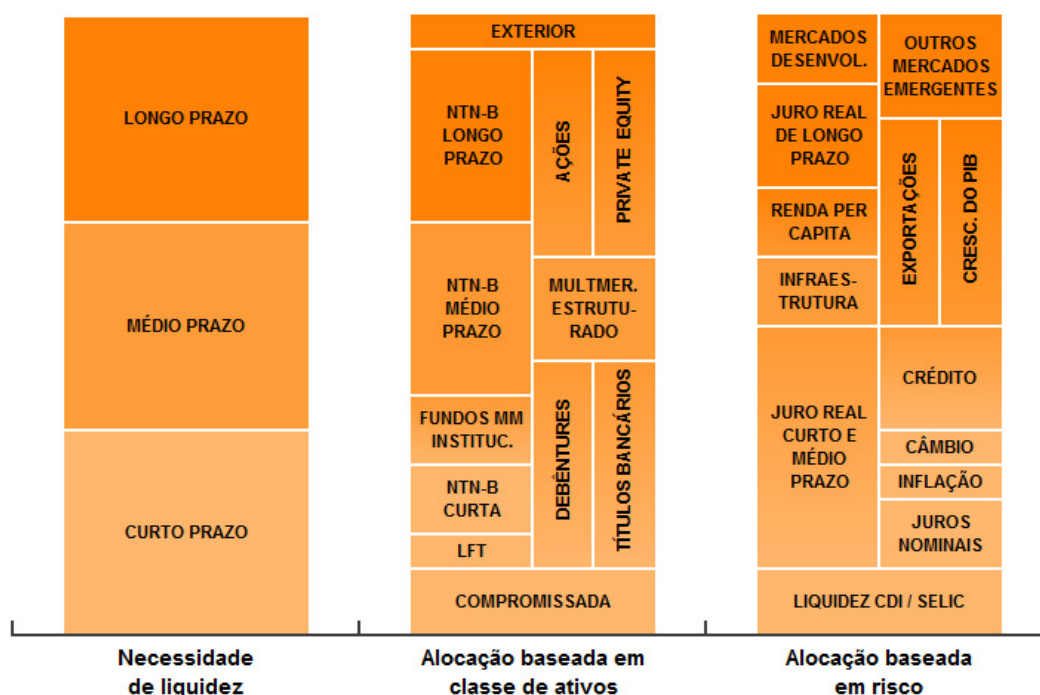 LONGO PRAZO
MÉDIO PRAZO
CURTO PRAZO
Necessidade
de liquidez
EXTERIOR
NTN-B
LONGO
PRAZO
AÇÕES
PRIVATE EQUITY
NTN-B
MÉDIO
PRAZO
MULTMER.
ESTRUTU-
RADO
FUNDOS MM
INSTITUC.
DEBÊNTURES
TÍTULOS BANCÁRIOS
NTN-B
CURTA
LFT
COMPROMISSADA
Alocação baseada em
classe de ativos
MERCADOS
DESENVOL.
OUTROS
MERCADOS
EMERGENTES
JURO REAL
DE LONGO
PRAZO
EXPORTAÇÕES
CRESC. DO PIB
RENDA PER
CAPITA
INFRAES-
TRUTURA
JURO REAL
CURTO E
MÉDIO
PRAZO
CRÉDITO
CÂMBIO
INFLAÇÃO
JUROS
NOMINAIS
LIQUIDEZ CDI / SELIC
Alocação baseada
em risco